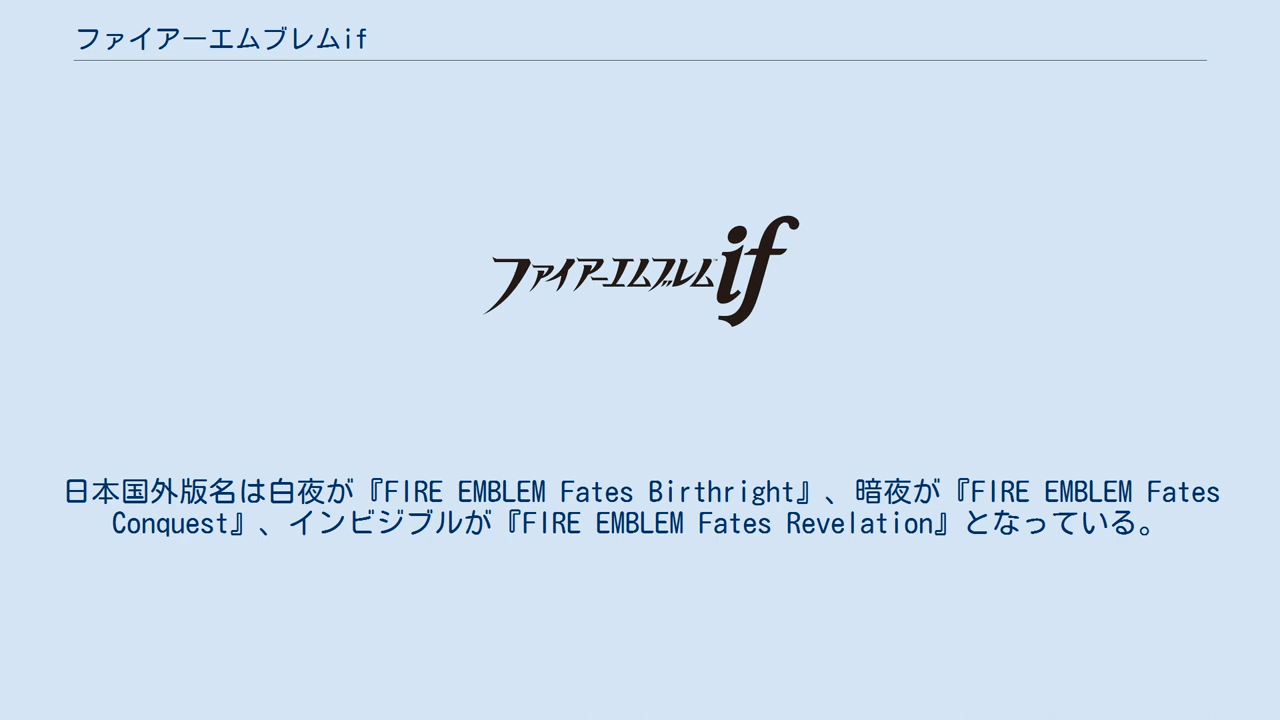 ファイアーエムブレムif
ファイアーエムブレムif
日本国外版名は白夜が『FIRE EMBLEM Fates Birthright』、暗夜が『FIRE EMBLEM Fates
Conquest』、インビジブルが『FIRE EMBLEM Fates Revelation』となっている。